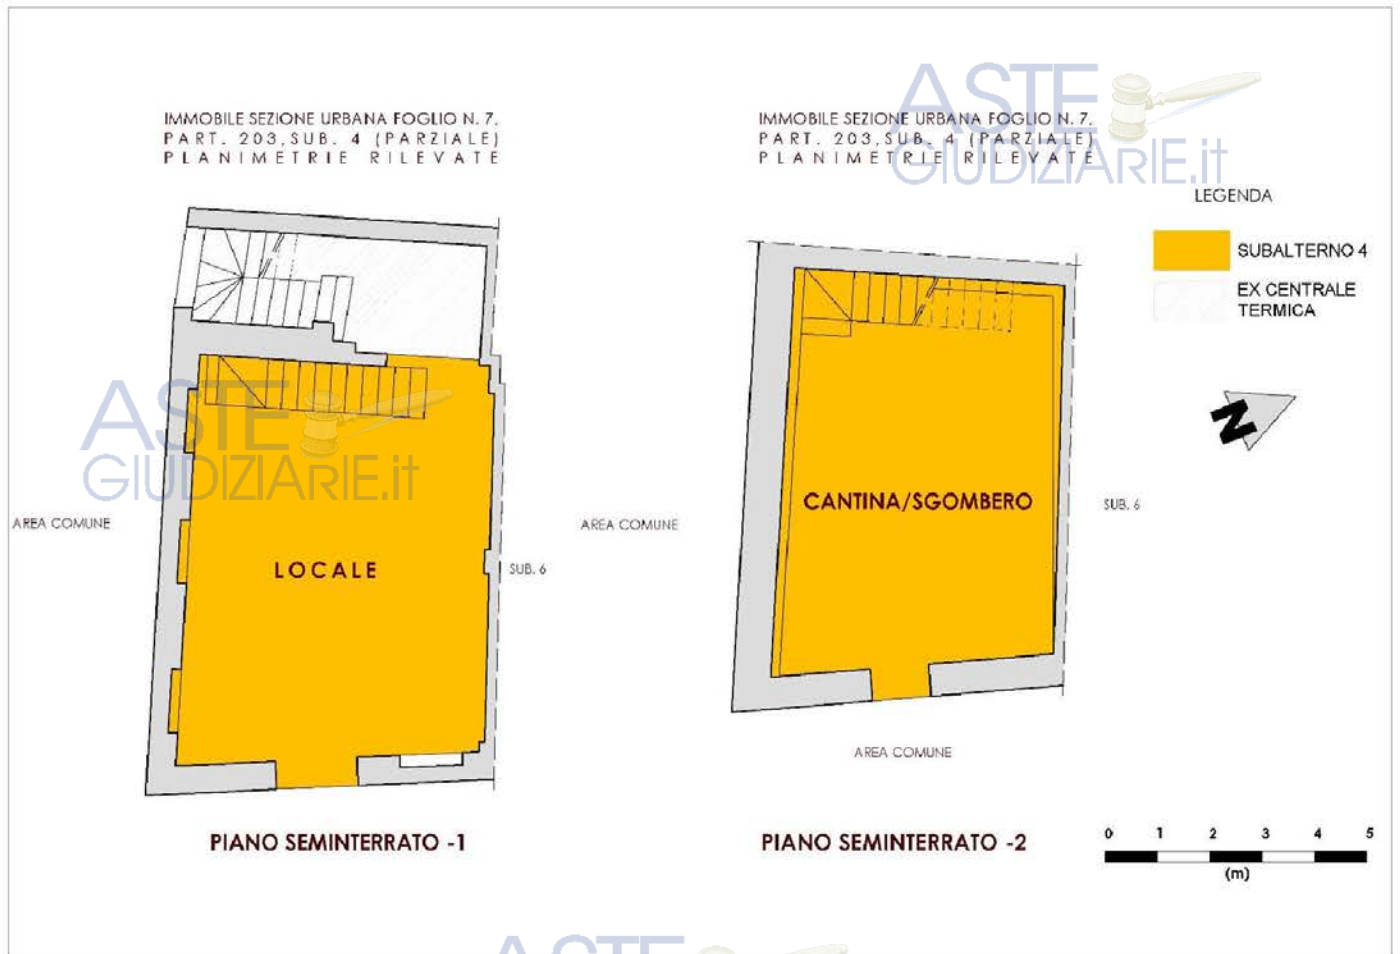 IMMOBILE SEZIONE URBANA FOGLIO N. 7,
PART. 203,SUB. 4 (PARZIALE)
PLANIMETRIE RILEVATE
IMMOBILE SEZIONE URBANA FOGLIO N. 7,
PART. 203,SUB. 4 (PARZIALE)
PLANIMETRIE RILEVATE
ASTE
GIUDIZIARIE.it
LEGENDA
SUBALTERNO 4
EX CENTRALE
TERMICA
N
ASTE
GIUDIZIARIE.it
AREA COMUNE
LOCALE
SUB. 6
AREA COMUNE
CANTINA/SGOMBERO
SUB. 6
AREA COMUNE
PIANO SEMINTERRATO -1
PIANO SEMINTERRATO -2
0 1 2 3 4 5
(m)
ASTE